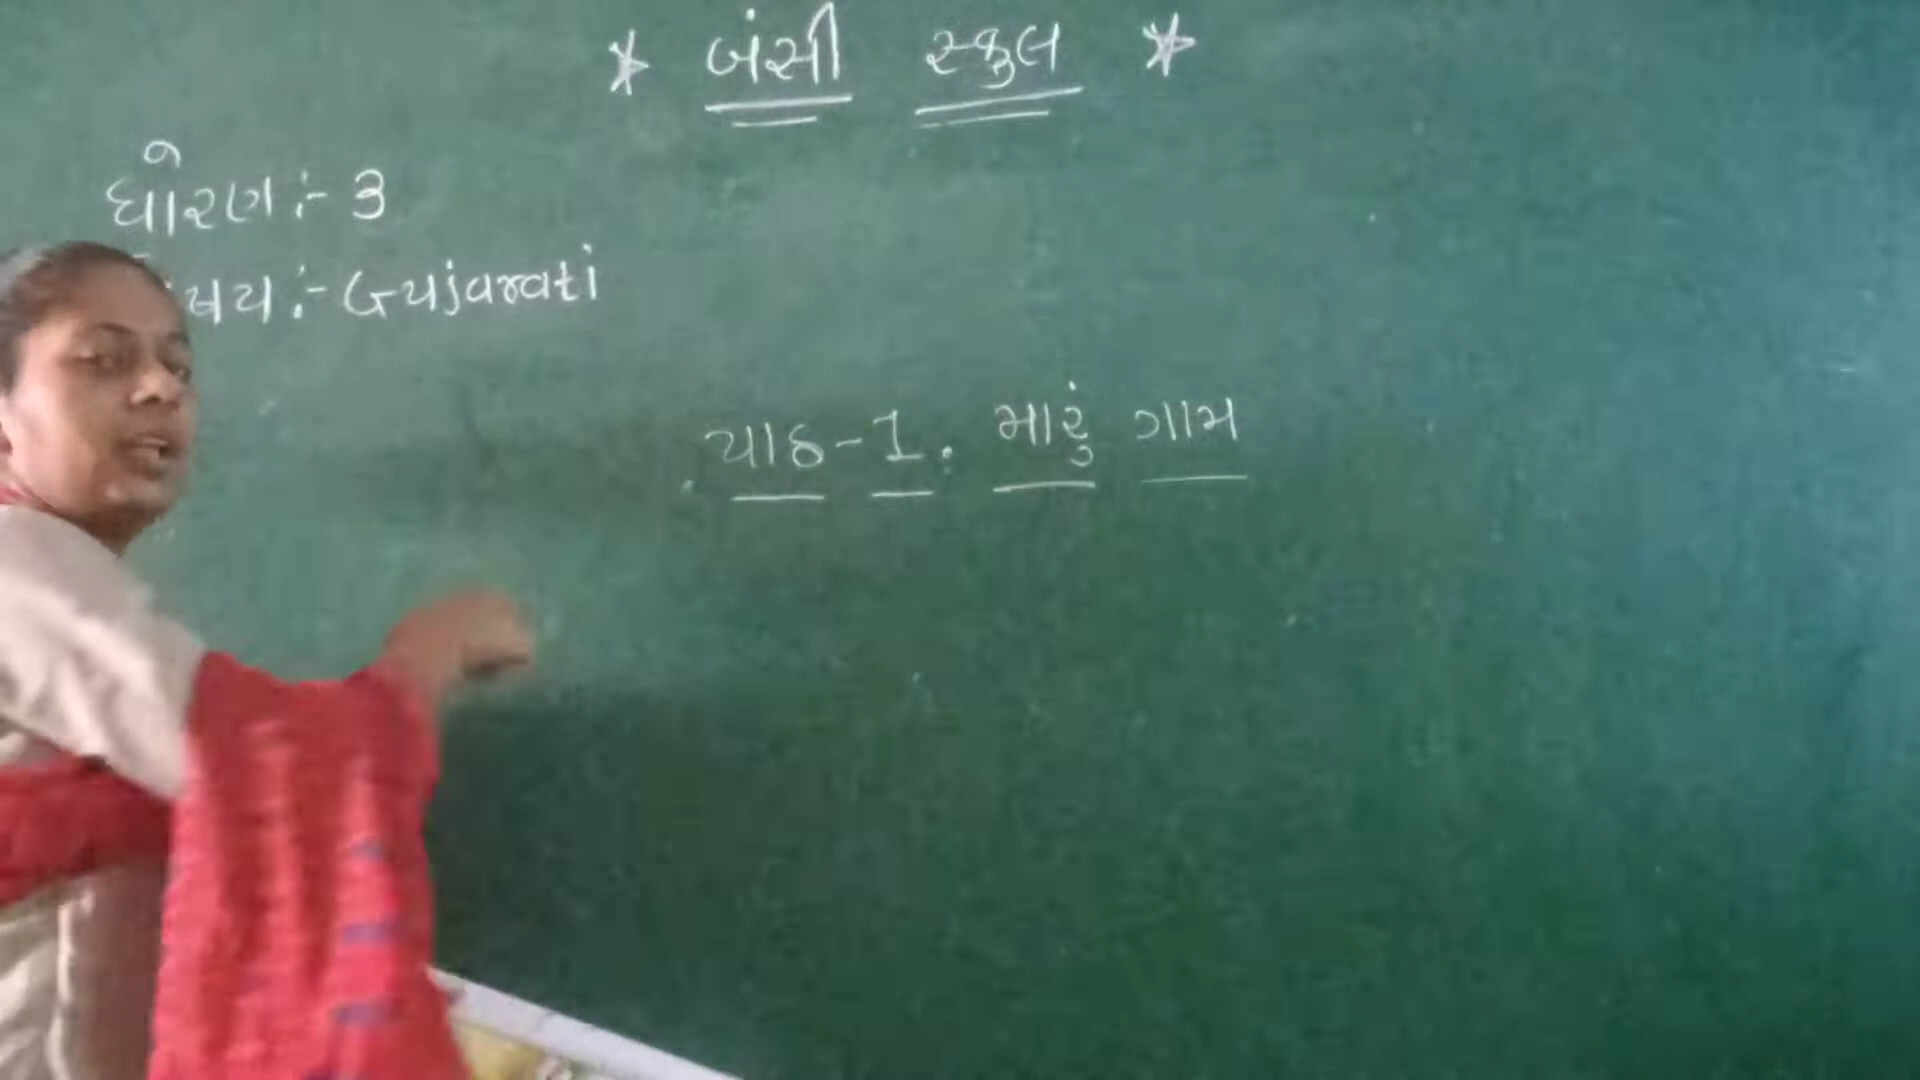 * બંસી સ્કુલ *
ધોરણ :- 3
વિષય :- Gujarati
પાઠ - 1. મારું ગામ